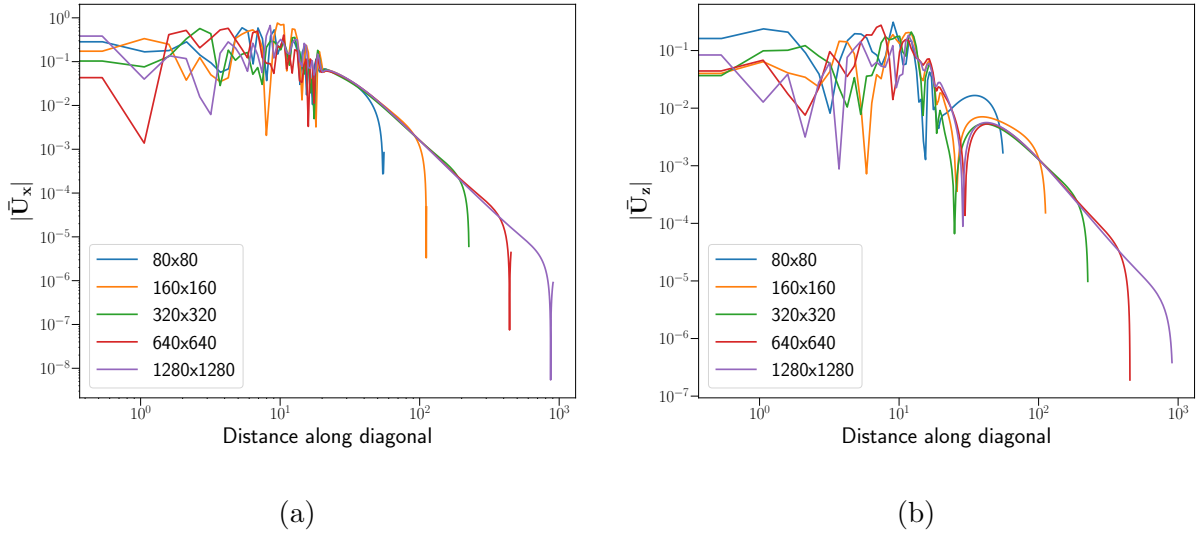 10⁰
10⁻¹
10⁻²
10⁻³
10⁻⁴
10⁻⁵
10⁻⁶
10⁻⁷
10⁻⁸
|Ūₓ|
80x80
160x160
320x320
640x640
1280x1280
10⁰ 10¹ 10² 10³
Distance along diagonal
(a)
10⁻¹
10⁻²
10⁻³
10⁻⁴
10⁻⁵
10⁻⁶
10⁻⁷
|Ū_z|
80x80
160x160
320x320
640x640
1280x1280
10⁰ 10¹ 10² 10³
Distance along diagonal
(b)